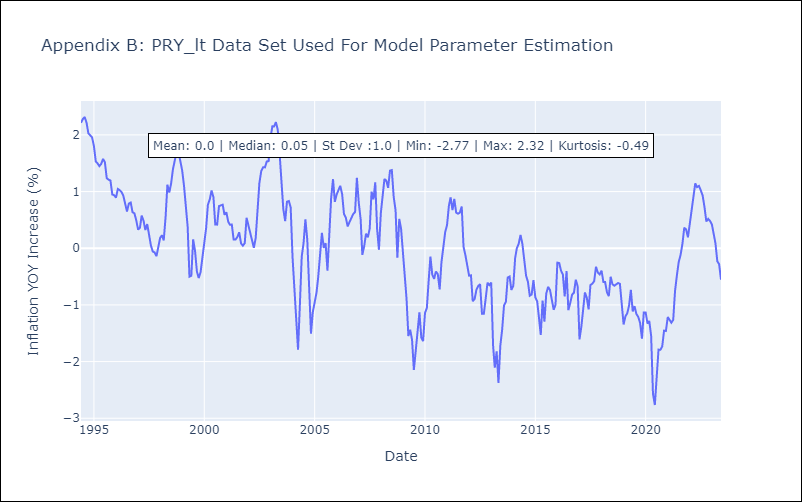 Appendix B: PRY_lt Data Set Used For Model Parameter Estimation
Mean: 0.0 | Median: 0.05 | St Dev :1.0 | Min: -2.77 | Max: 2.32 | Kurtosis: -0.49
Inflation YOY Increase (%)
2
1
0
−1
−2
−3
1995 2000 2005 2010 2015 2020
Date